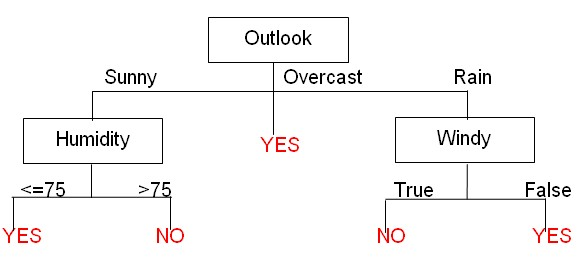 Outlook
Sunny Overcast Rain
Humidity YES Windy
<=75 >75 True False
YES NO NO YES